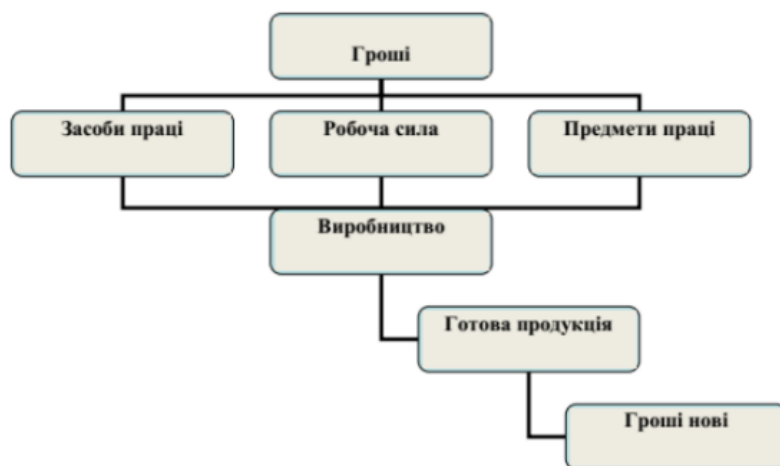 Гроші
Засоби праці
Робоча сила
Предмети праці
Виробництво
Готова продукція
Гроші нові